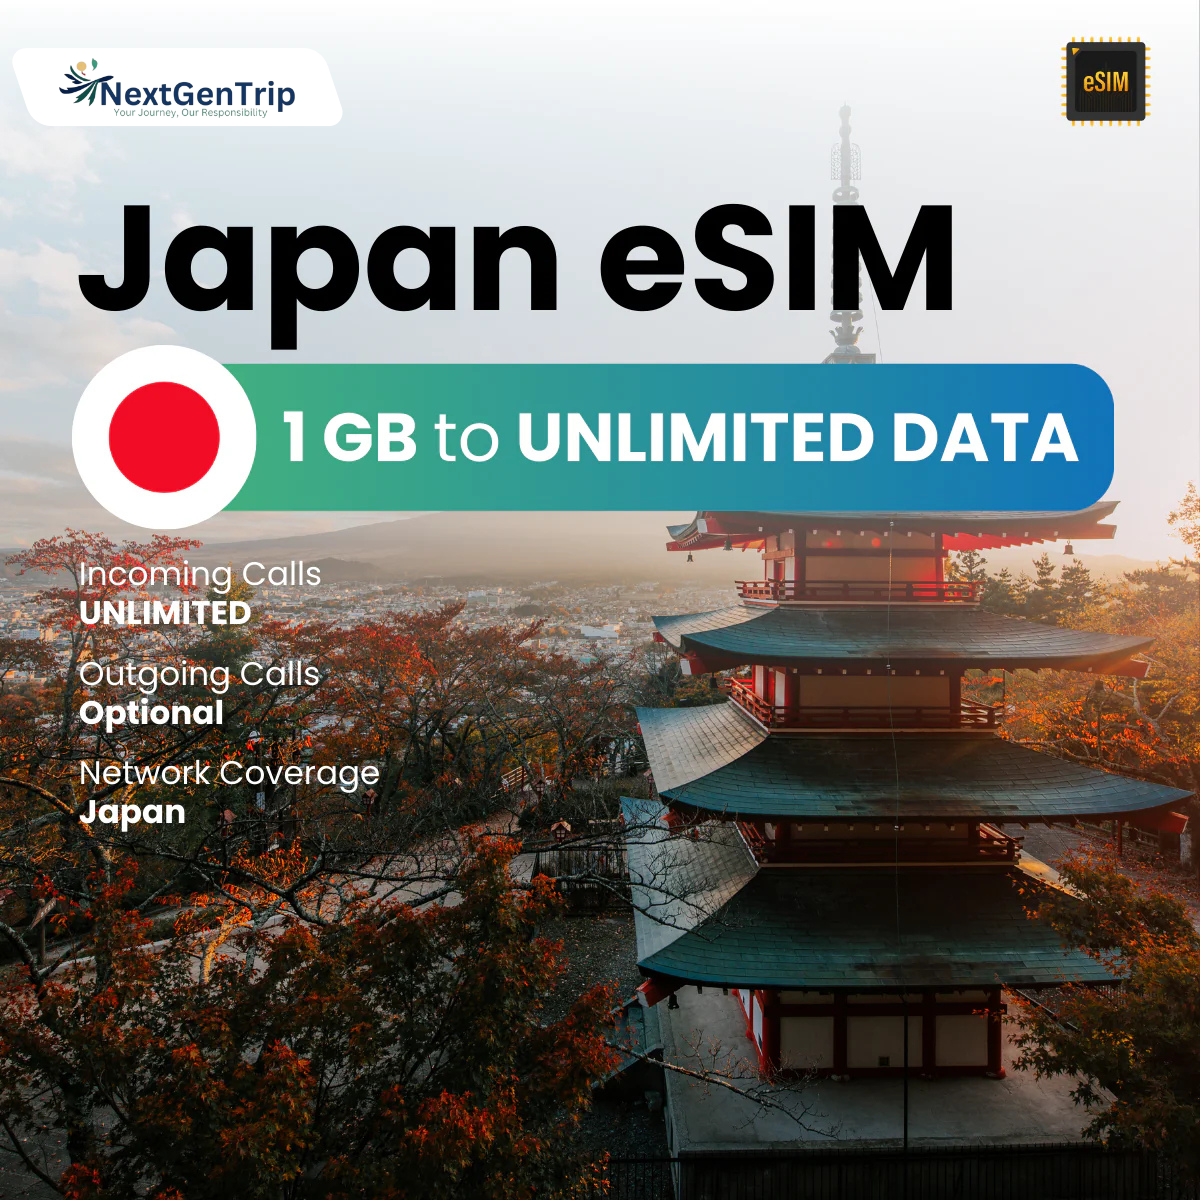 NextGenTrip
Your Journey, Our Responsibility
eSIM
Japan eSIM
1 GB to UNLIMITED DATA
Incoming Calls
UNLIMITED
Outgoing Calls
Optional
Network Coverage
Japan